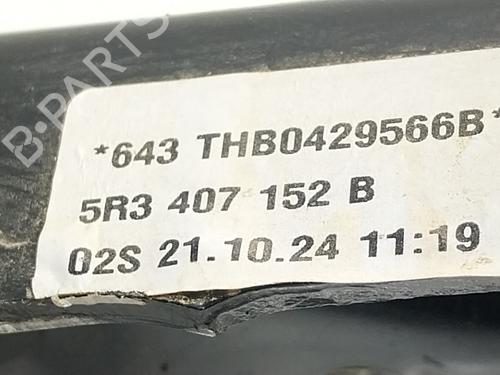 *643 THB0429566B*
5R3 407 152 B
02S 21.10.24 11:19
B-PARTS